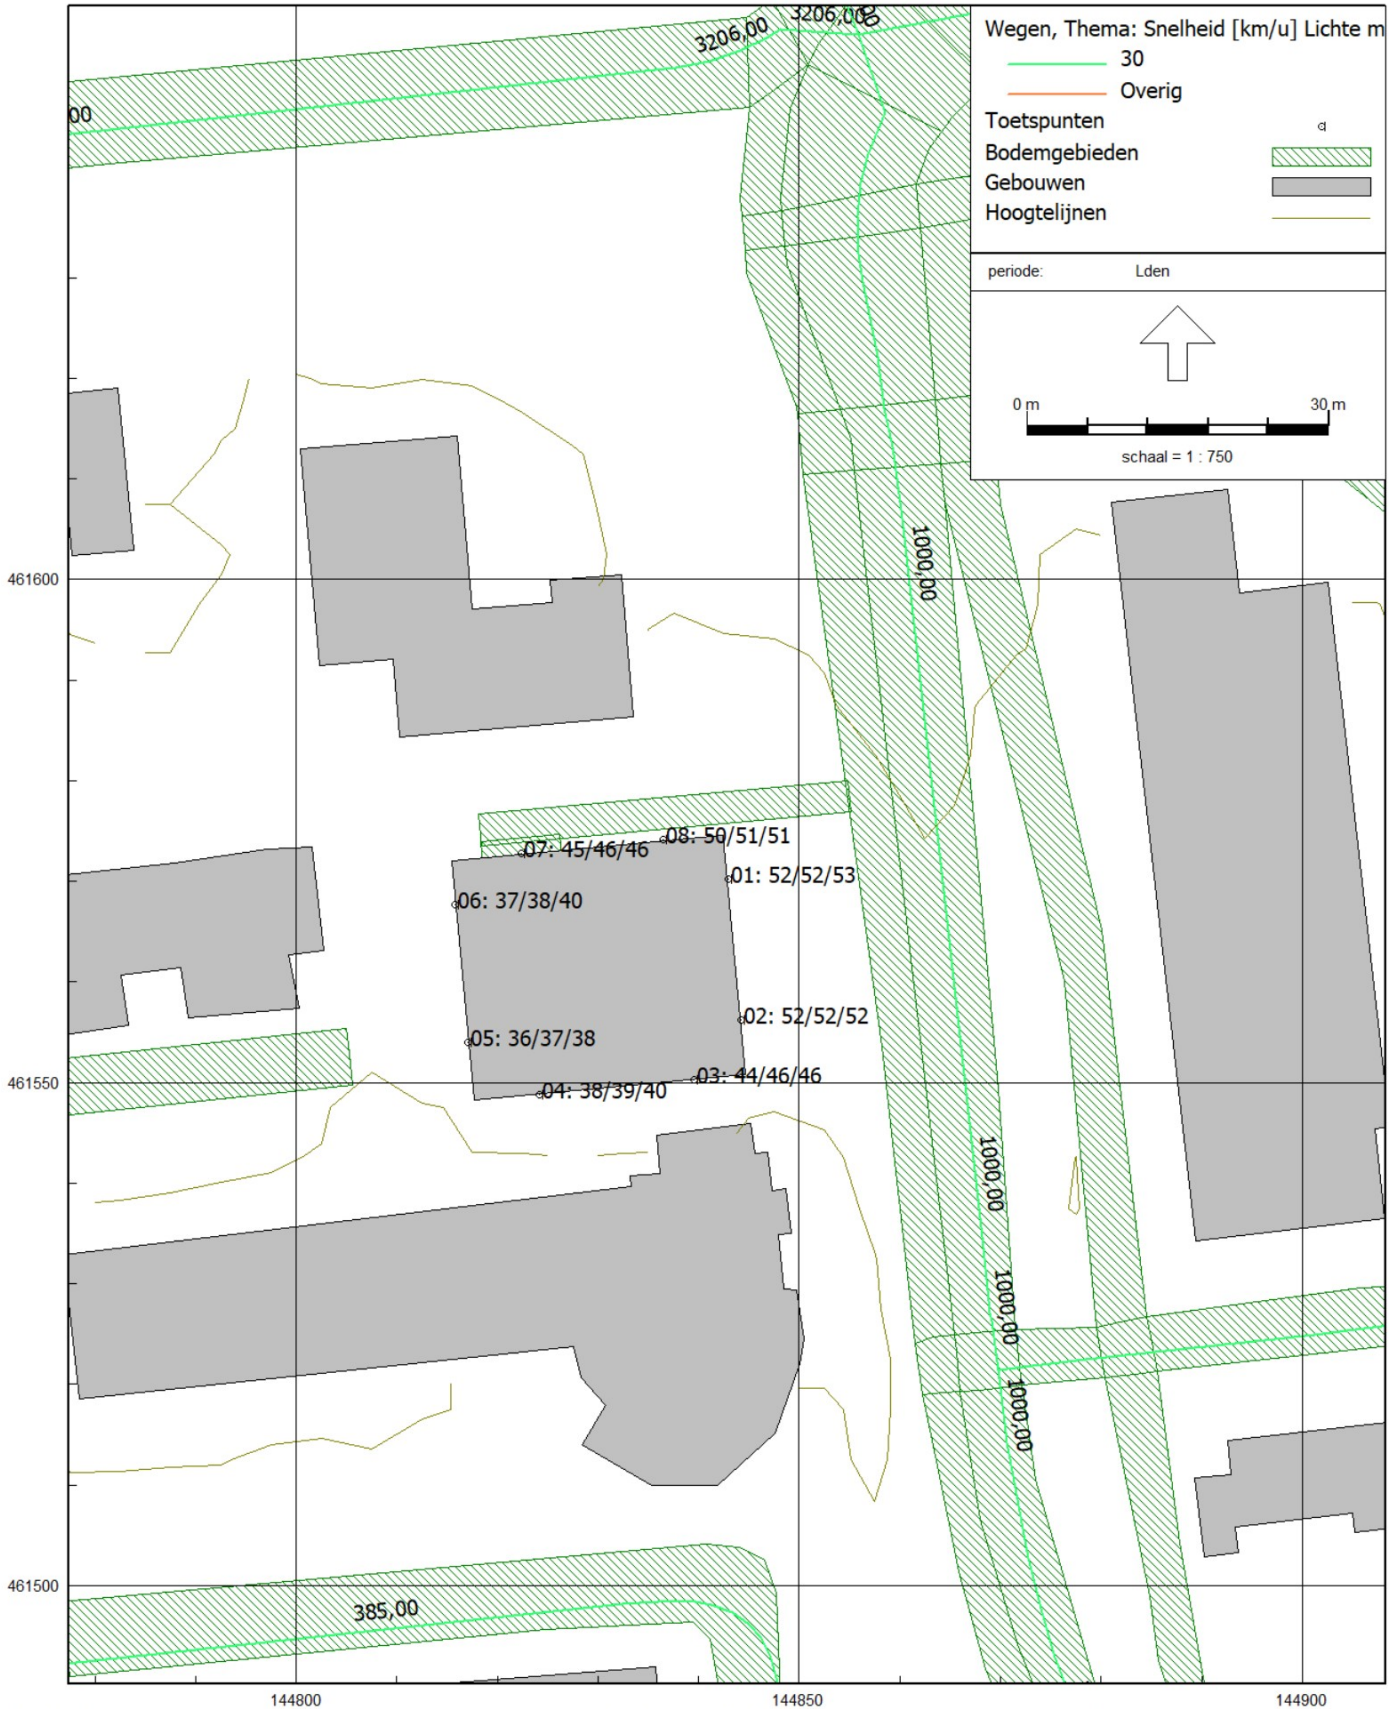 3206,00
3206,00
00
00
Wegen, Thema: Snelheid [km/u] Lichte m
30
Overig
Toetspunten
Bodemgebieden
Gebouwen
Hoogtelijnen
periode: Lden
0 m 30 m
schaal = 1 : 750
1000,00
461600
08: 50/51/51
07: 45/46/46
01: 52/52/53
06: 37/38/40
02: 52/52/52
05: 36/37/38
03: 44/46/46
04: 38/39/40
461550
1000,00
1000,00
1000,00
461500
385,00
144800 144850 144900